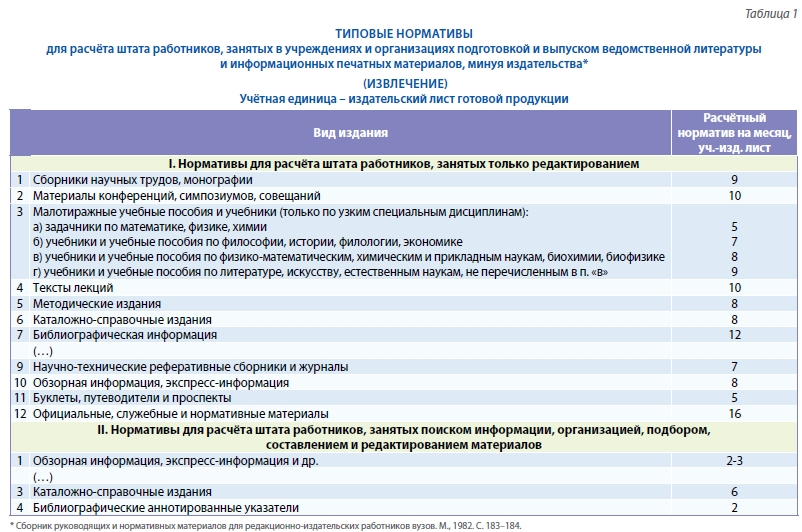 Таблица 1
ТИПОВЫЕ НОРМАТИВЫ
для расчёта штата работников, занятых в учреждениях и организациях подготовкой и выпуском ведомственной литературы
и информационных печатных материалов, минуя издательства*
(ИЗВЛЕЧЕНИЕ)
Учётная единица – издательский лист готовой продукции
Вид издания
Расчётный
норматив на месяц,
уч.-изд. лист
I. Нормативы для расчёта штата работников, занятых только редактированием
1 Сборники научных трудов, монографии 9
2 Материалы конференций, симпозиумов, совещаний 10
3 Малотиражные учебные пособия и учебники (только по узким специальным дисциплинам):
а) задачники по математике, физике, химии 5
б) учебники и учебные пособия по философии, истории, филологии, экономике 7
в) учебники и учебные пособия по физико-математическим, химическим и прикладным наукам, биохимии, биофизике 8
г) учебники и учебные пособия по литературе, искусству, естественным наукам, не перечисленным в п. «в» 9
4 Тексты лекций 10
5 Методические издания 8
6 Каталожно-справочные издания 8
7 Библиографическая информация 12
(…)
9 Научно-технические реферативные сборники и журналы 7
10 Обзорная информация, экспресс-информация 8
11 Буклеты, путеводители и проспекты 5
12 Официальные, служебные и нормативные материалы 16
II. Нормативы для расчёта штата работников, занятых поиском информации, организацией, подбором,
составлением и редактированием материалов
1 Обзорная информация, экспресс-информация и др. 2-3
(…)
3 Каталожно-справочные издания 6
4 Библиографические аннотированные указатели 2
* Сборник руководящих и нормативных материалов для редакционно-издательских работников вузов. М., 1982. С. 183–184.